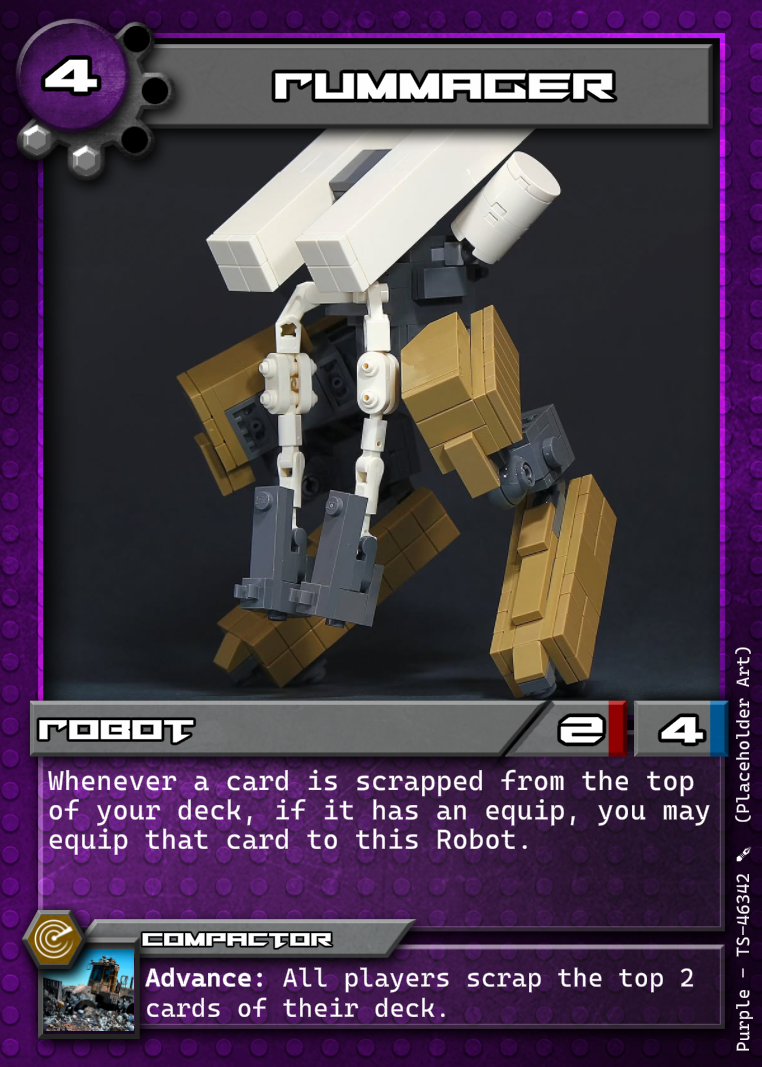 4
RUMMAGER
ROBOT
2
4
Whenever a card is scrapped from the top
of your deck, if it has an equip, you may
equip that card to this Robot.
COMPACTOR
Advance: All players scrap the top 2
cards of their deck.
Purple - TS-46342 ✒ (Placeholder Art)